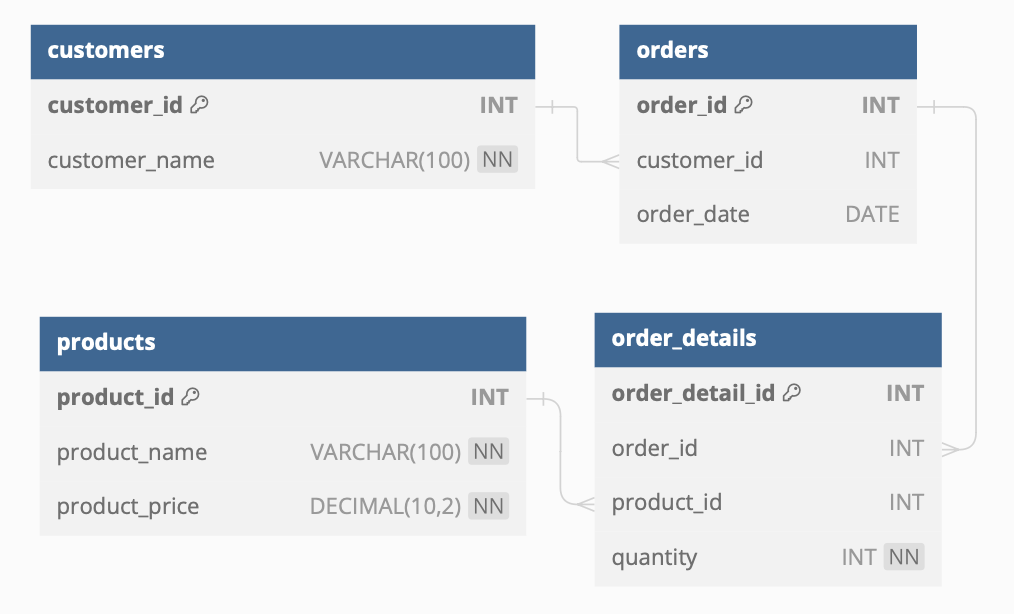 customers
customer_id INT
customer_name VARCHAR(100) NN
orders
order_id INT
customer_id INT
order_date DATE
products
product_id INT
product_name VARCHAR(100) NN
product_price DECIMAL(10,2) NN
order_details
order_detail_id INT
order_id INT
product_id INT
quantity INT NN